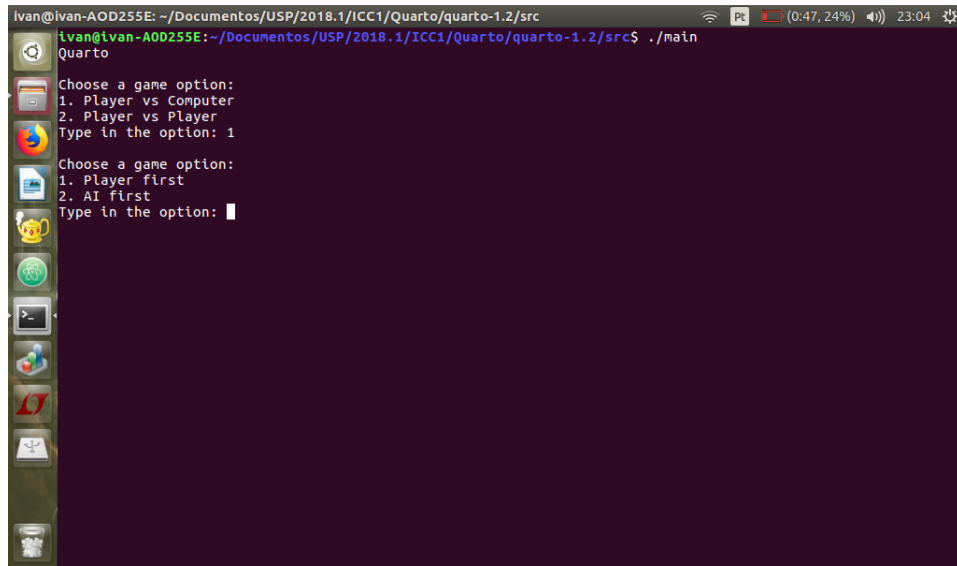 ivan@ivan-AOD255E: ~/Documentos/USP/2018.1/ICC1/Quarto/quarto-1.2/src Pt (0:47, 24%) 23:04
ivan@ivan-AOD255E:~/Documentos/USP/2018.1/ICC1/Quarto/quarto-1.2/src$ ./main
Quarto
Choose a game option:
1. Player vs Computer
2. Player vs Player
Type in the option: 1
Choose a game option:
1. Player first
2. AI first
Type in the option: